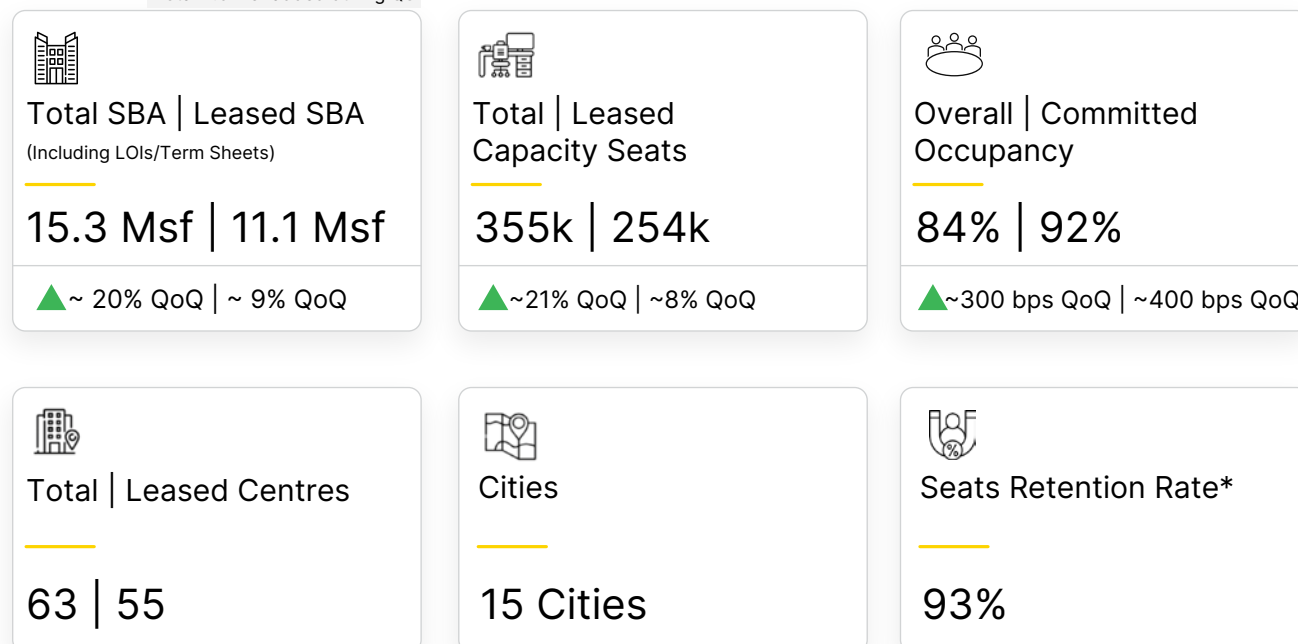 Total SBA | Leased SBA
(Including LOIs/Term Sheets)
15.3 Msf | 11.1 Msf
~ 20% QoQ | ~ 9% QoQ
Total | Leased
Capacity Seats
355k | 254k
~21% QoQ | ~8% QoQ
Overall | Committed
Occupancy
84% | 92%
~300 bps QoQ | ~400 bps QoQ
Total | Leased Centres
63 | 55
Cities
15 Cities
%
Seats Retention Rate*
93%